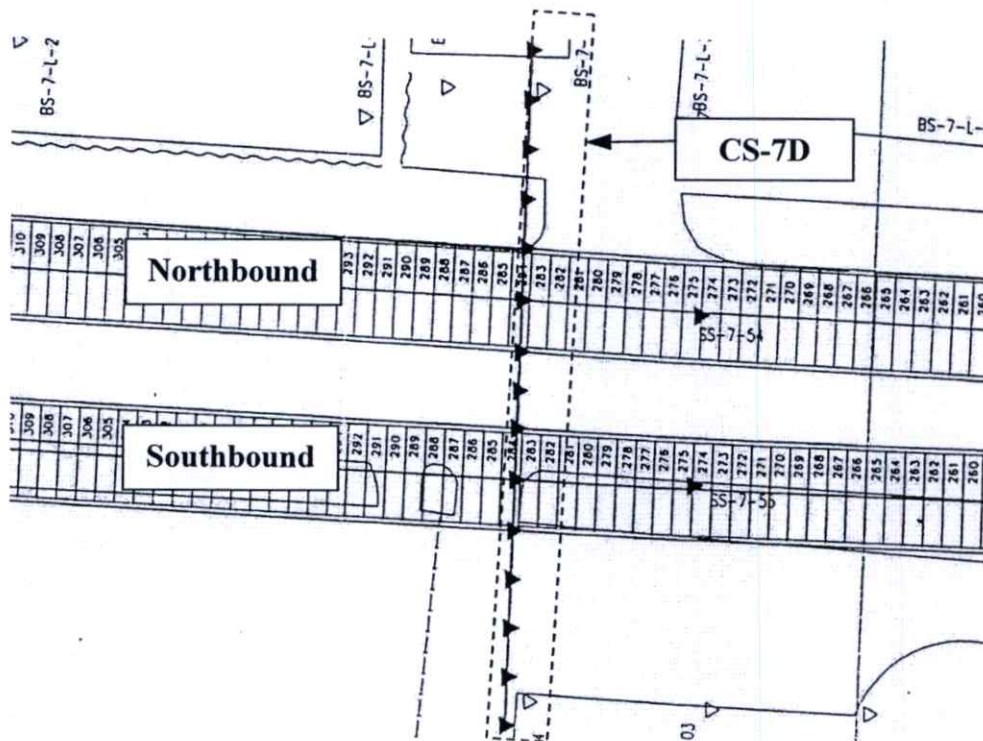 BS-7-L-2
BS-7-L-
BS-7-
BS-7-L-
BS-7-L-
CS-7D
310 309 308 307 306 305
Northbound
293 292 291 290 289 288 287 286 285 283 282 281 280 279 278 277 276 275 274 273 272 271 270 269 268 267 266 265 264 263 262 261 260
SS-7-54
309 308 307 306 305
Southbound
292 291 290 289 288 287 286 285 283 282 281 280 279 278 277 276 275 274 273 272 271 270 269 268 267 266 265 264 263 262 261 260
03